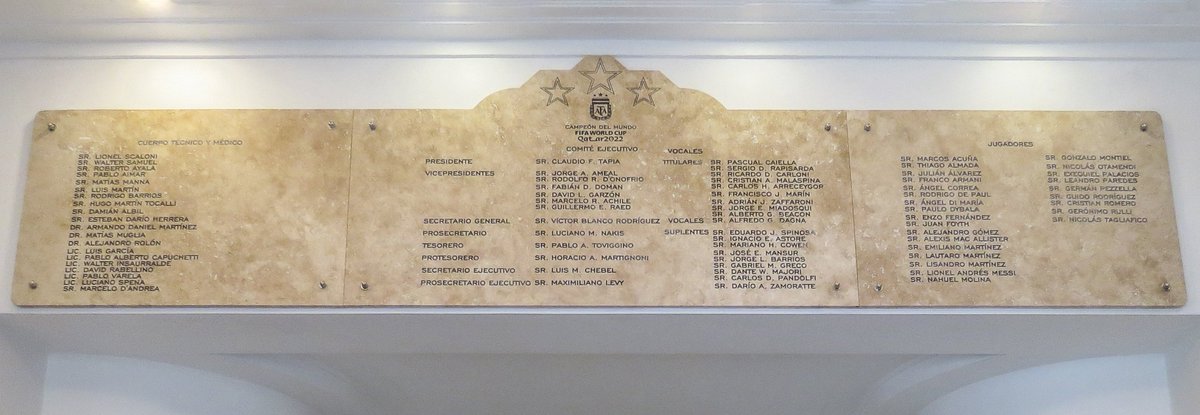 CUERPO TÉCNICO Y MÉDICO
SR. LIONEL SCALONI
SR. WALTER SAMUEL
SR. ROBERTO AYALA
SR. PABLO AIMAR
SR. MATÍAS MANNA
SR. LUIS MARTÍN
SR. RODRIGO BARRIOS
SR. HUGO MARTÍN TOCALLI
SR. DAMIÁN ALBIL
SR. ESTEBAN DARÍO HERRERA
DR. ARMANDO DANIEL MARTÍNEZ
DR. MATÍAS MUGLIA
DR. ALEJANDRO ROLÓN
LIC. LUIS GARCÍA
LIC. PABLO ALBERTU CAPUCHETTI
LIC. WALTER INSAURRALDE
LIC. DAVID RABELLINO
LIC. PABLO VARELA
LIC. LUCIANO SPENA
SR. MARCELO D'ANDREA
AFA
CAMPEÓN DEL MUNDO
FIFA WORLD CUP
Qatar2022
COMITÉ EJECUTIVO
PRESIDENTE SR. CLAUDIO F. TAPIA
VICEPRESIDENTES SR. JORGE A. AMEAL
SR. RODOLFO R. D'ONOFRIO
SR. FABIÁN D. DOMAN
SR. DAVID L. GARZÓN
SR. MARCELO R. ACHILE
SR. GUILLERMO E. RAED
SECRETARIO GENERAL SR. VÍCTOR BLANCO RODRÍGUEZ
PROSECRETARIO SR. LUCIANO M. NAKIS
TESORERO SR. PABLO A. TOVIGGINO
PROTESORERO SR. HORACIO A. MARTIGNONI
SECRETARIO EJECUTIVO SR. LUIS M. CHEBEL
PROSECRETARIO EJECUTIVO SR. MAXIMILIANO LEVY
VOCALES
TITULARES SR. PASCUAL CAIELLA
SR. SERGIO D. RAPISARDA
SR. RICARDO D. CARLONI
SR. CRISTIAN A. MALASPINA
SR. CARLOS H. ARRECEYGOR
SR. FRANCISCO J. MARÍN
SR. ADRIÁN J. ZAFFARONI
SR. JORGE E. MIADOSQUI
SR. ALBERTO G. BEACON
VOCALES SR. ALFREDO G. DAGNA
SUPLENTES SR. EDUARDO J. SPINOSA
SR. IGNACIO E. ASTORE
SR. MARIANO H. COWEN
SR. JOSÉ E. MANSUR
SR. JORGE L. BARRIOS
SR. GABRIEL M. GRECO
SR. DANTE W. MAJORI
SR. CARLOS D. PANDOLFI
SR. DARÍO A. ZAMORATTE
JUGADORES
SR. MARCOS ACUÑA
SR. THIAGO ALMADA
SR. JULIÁN ÁLVAREZ
SR. FRANCO ARMANI
SR. ÁNGEL CORREA
SR. RODRIGO DE PAUL
SR. ÁNGEL DI MARÍA
SR. PAULO DYBALA
SR. ENZO FERNÁNDEZ
SR. JUAN FOYTH
SR. ALEJANDRO GÓMEZ
SR. ALEXIS MAC ALLISTER
SR. EMILIANO MARTÍNEZ
SR. LAUTARO MARTÍNEZ
SR. LISANDRO MARTÍNEZ
SR. LIONEL ANDRÉS MESSI
SR. NAHUEL MOLINA
SR. GONZALO MONTIEL
SR. NICOLÁS OTAMENDI
SR. EXEQUIEL PALACIOS
SR. LEANDRO PAREDES
SR. GERMÁN PEZZELLA
SR. GUIDO RODRÍGUEZ
SR. CRISTIAN ROMERO
SR. GERÓNIMO RULLI
SR. NICOLÁS TAGLIAFICO